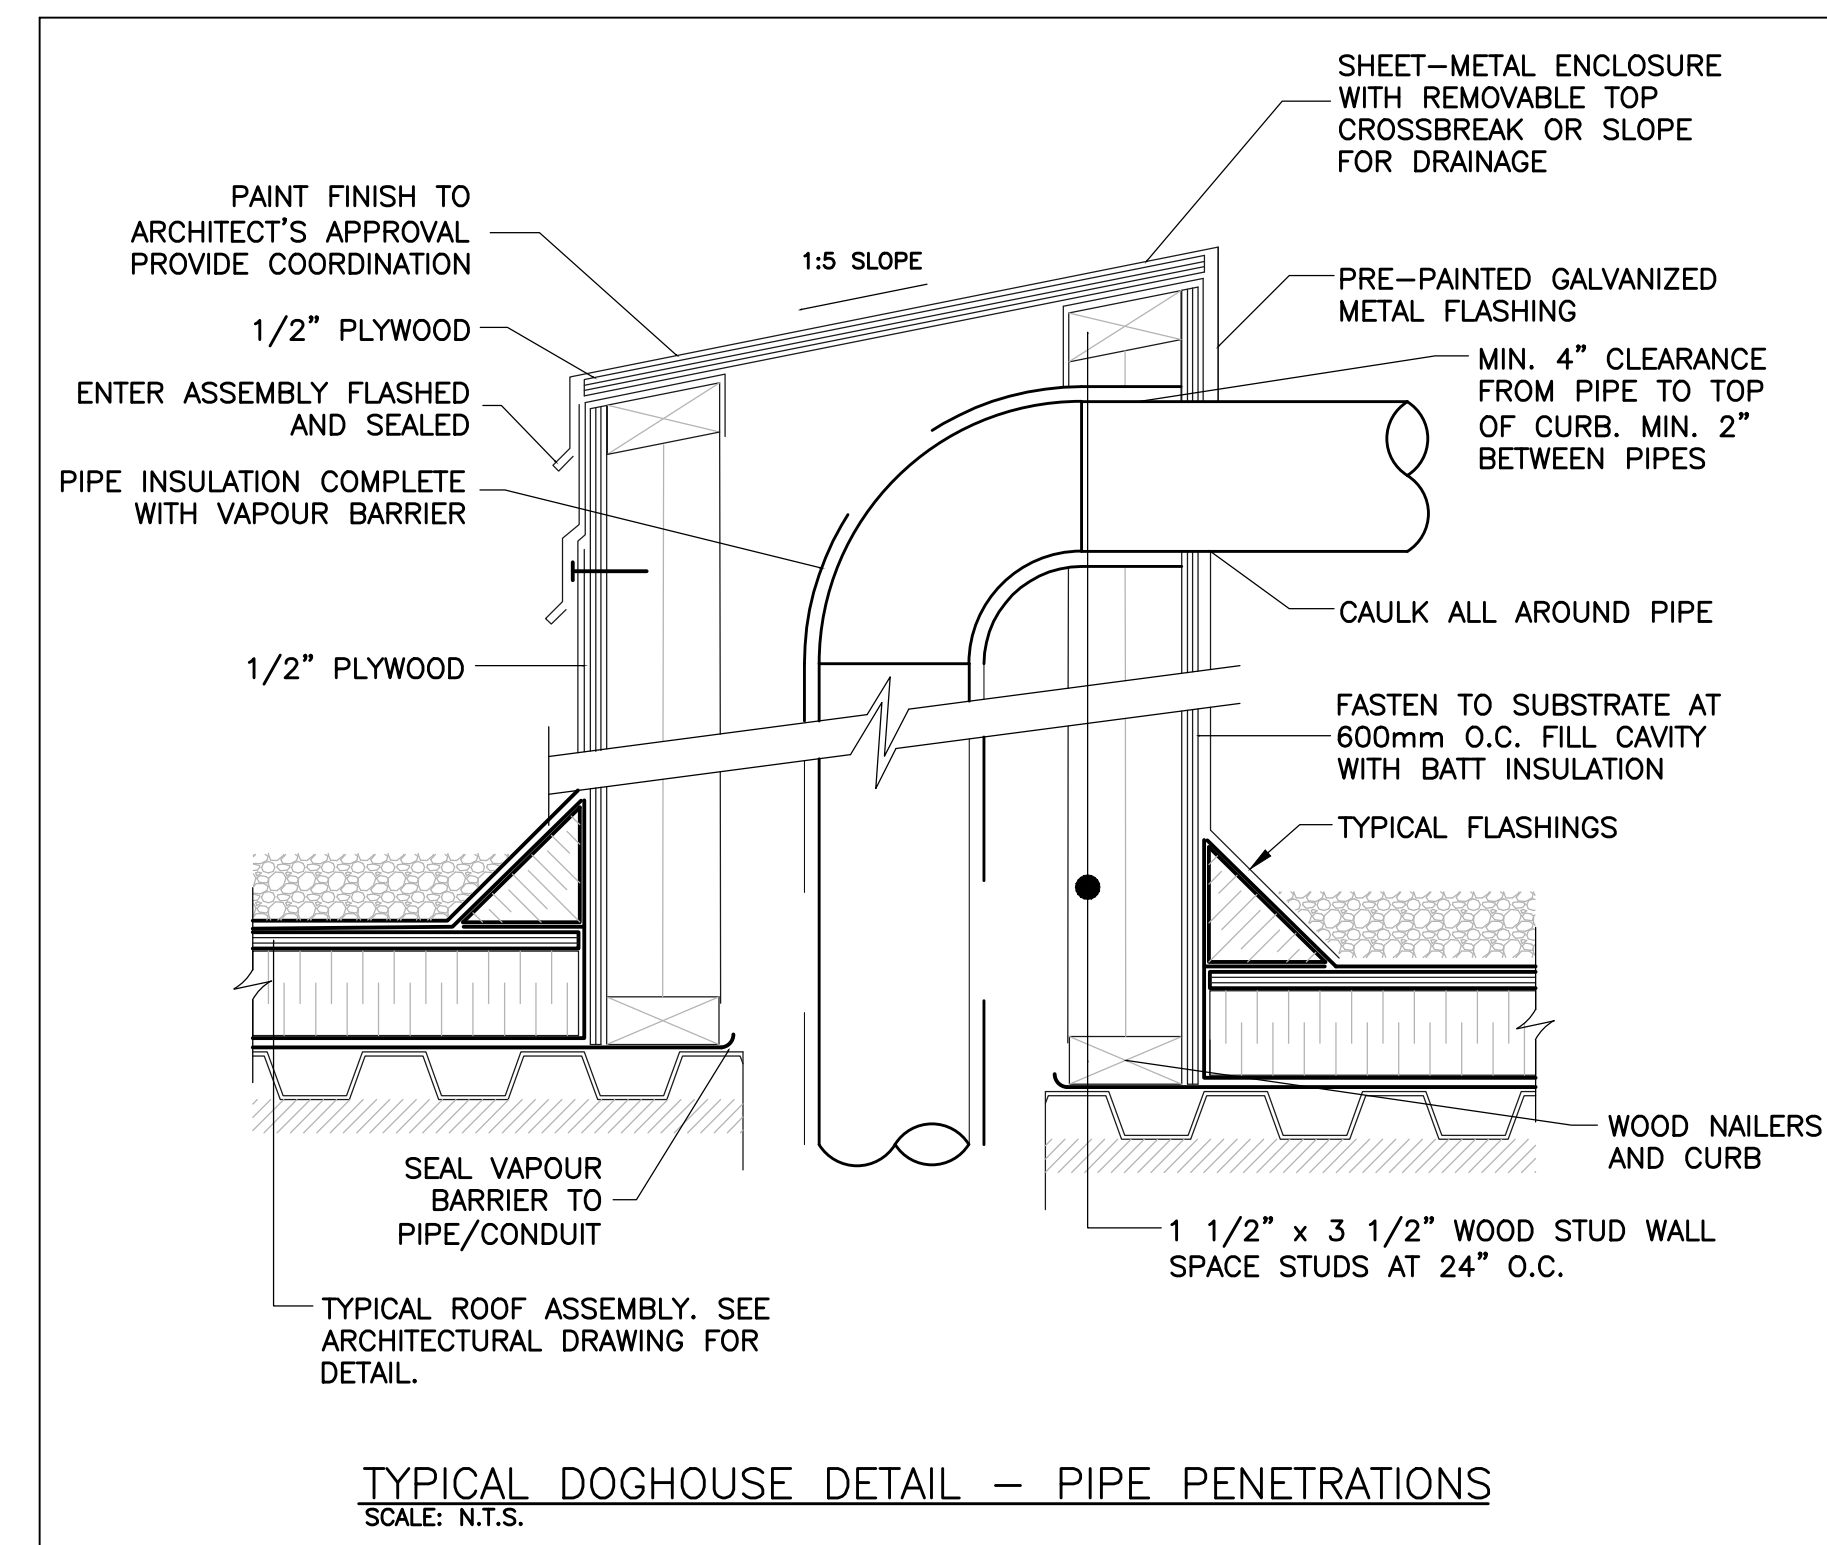 SHEET-METAL ENCLOSURE
WITH REMOVABLE TOP
CROSSBREAK OR SLOPE
FOR DRAINAGE
PAINT FINISH TO
ARCHITECT'S APPROVAL
PROVIDE COORDINATION
1:5 SLOPE
PRE-PAINTED GALVANIZED
METAL FLASHING
1/2" PLYWOOD
MIN. 4" CLEARANCE
FROM PIPE TO TOP
OF CURB. MIN. 2"
BETWEEN PIPES
ENTER ASSEMBLY FLASHED
AND SEALED
PIPE INSULATION COMPLETE
WITH VAPOUR BARRIER
CAULK ALL AROUND PIPE
1/2" PLYWOOD
FASTEN TO SUBSTRATE AT
600mm O.C. FILL CAVITY
WITH BATT INSULATION
TYPICAL FLASHINGS
WOOD NAILERS
AND CURB
SEAL VAPOUR
BARRIER TO
PIPE/CONDUIT
1 1/2" x 3 1/2" WOOD STUD WALL
SPACE STUDS AT 24" O.C.
TYPICAL ROOF ASSEMBLY. SEE
ARCHITECTURAL DRAWING FOR
DETAIL.
TYPICAL DOGHOUSE DETAIL - PIPE PENETRATIONS
SCALE: N.T.S.